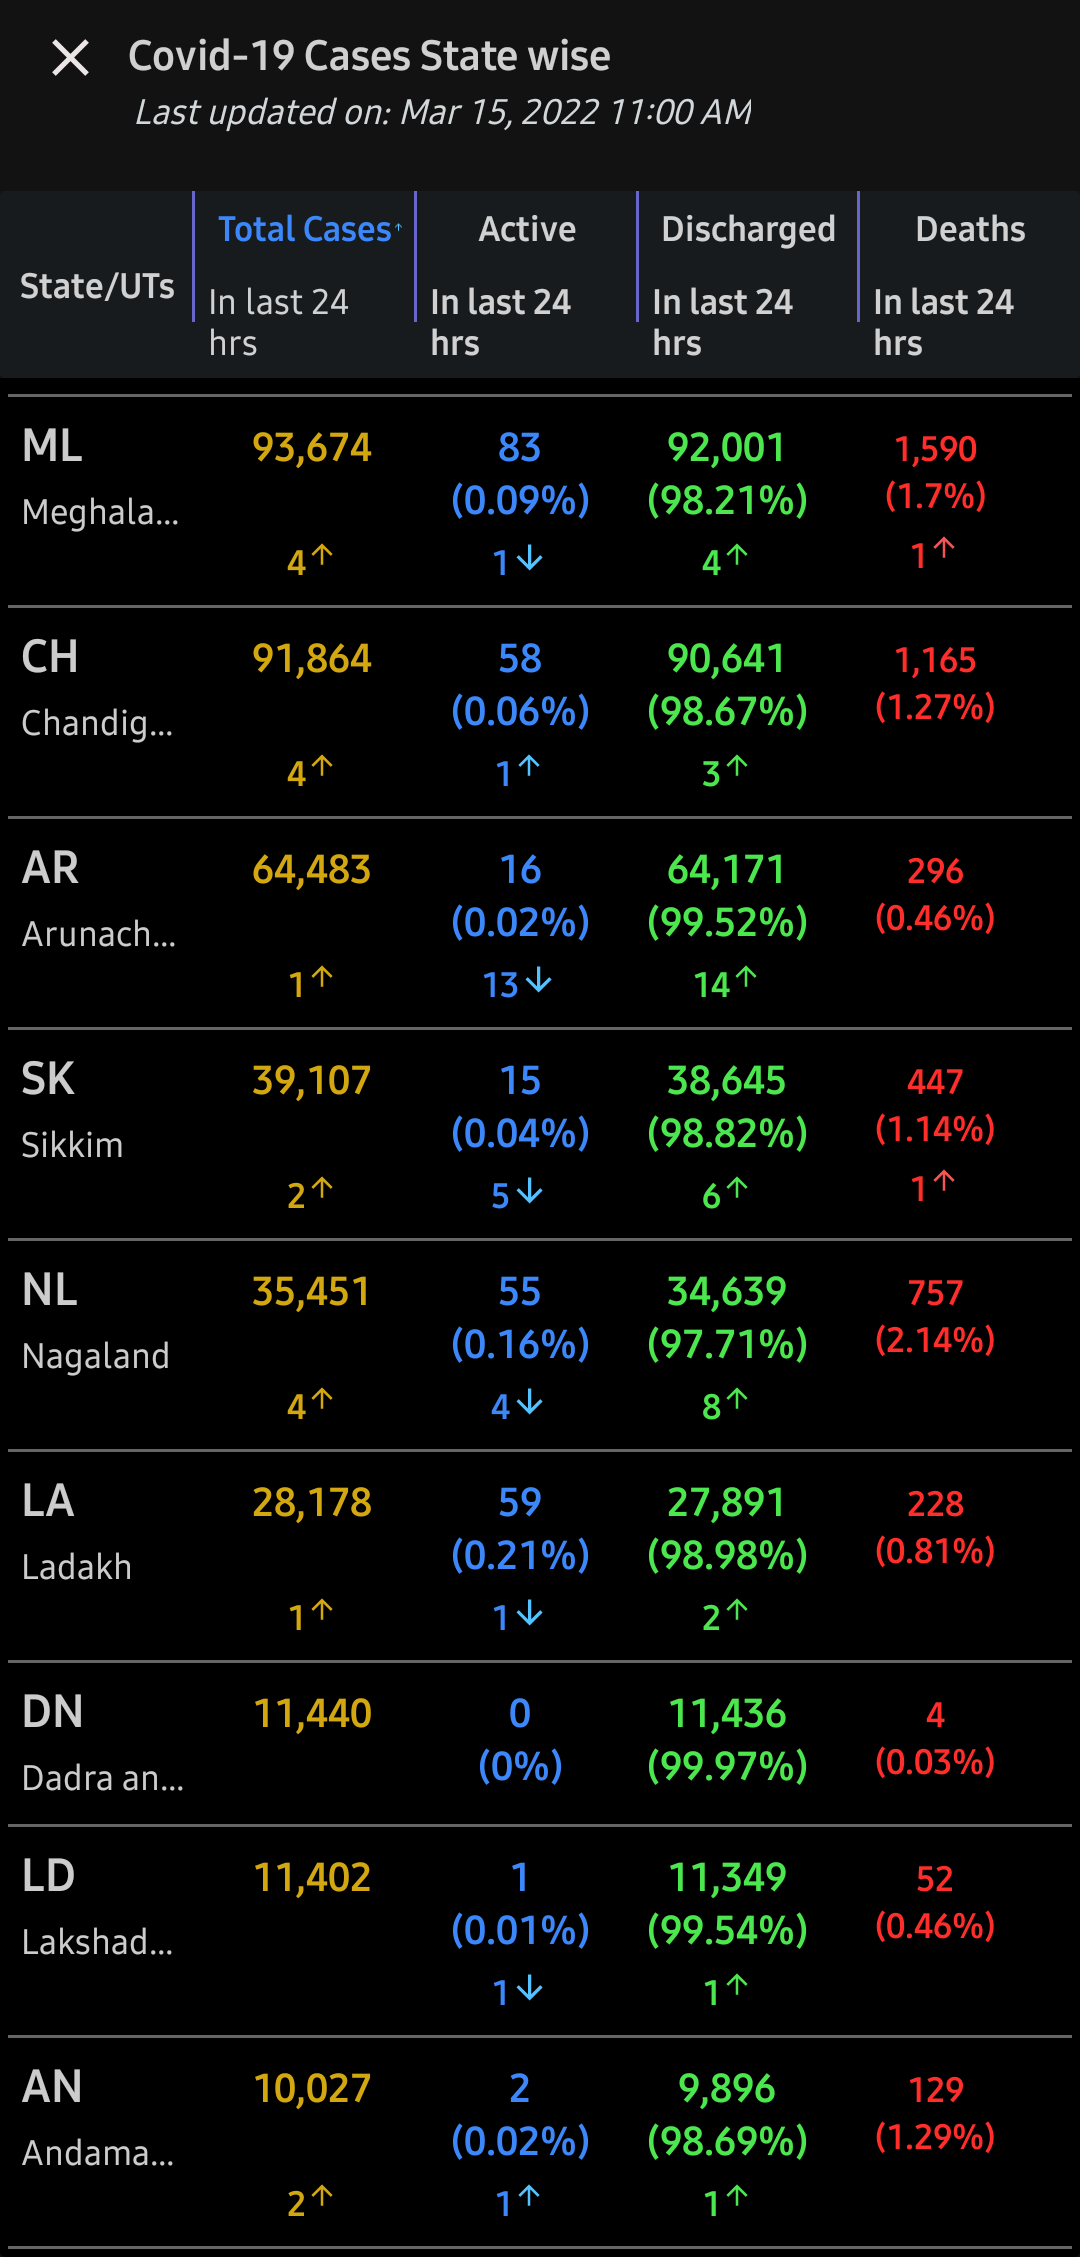 Covid-19 Cases State wise
Last updated on: Mar 15, 2022 11:00 AM
State/UTs
Total Cases↑ Active Discharged Deaths
In last 24 hrs In last 24 hrs In last 24 hrs In last 24 hrs
ML 93,674 83 92,001 1,590
Meghala... (0.09%) (98.21%) (1.7%)
4↑ 1↓ 4↑ 1↑
CH 91,864 58 90,641 1,165
Chandig... (0.06%) (98.67%) (1.27%)
4↑ 1↑ 3↑
AR 64,483 16 64,171 296
Arunach... (0.02%) (99.52%) (0.46%)
1↑ 13↓ 14↑
SK 39,107 15 38,645 447
Sikkim (0.04%) (98.82%) (1.14%)
2↑ 5↓ 6↑ 1↑
NL 35,451 55 34,639 757
Nagaland (0.16%) (97.71%) (2.14%)
4↑ 4↓ 8↑
LA 28,178 59 27,891 228
Ladakh (0.21%) (98.98%) (0.81%)
1↑ 1↓ 2↑
DN 11,440 0 11,436 4
Dadra an... (0%) (99.97%) (0.03%)
LD 11,402 1 11,349 52
Lakshad... (0.01%) (99.54%) (0.46%)
1↓ 1↑
AN 10,027 2 9,896 129
Andama... (0.02%) (98.69%) (1.29%)
2↑ 1↑ 1↑